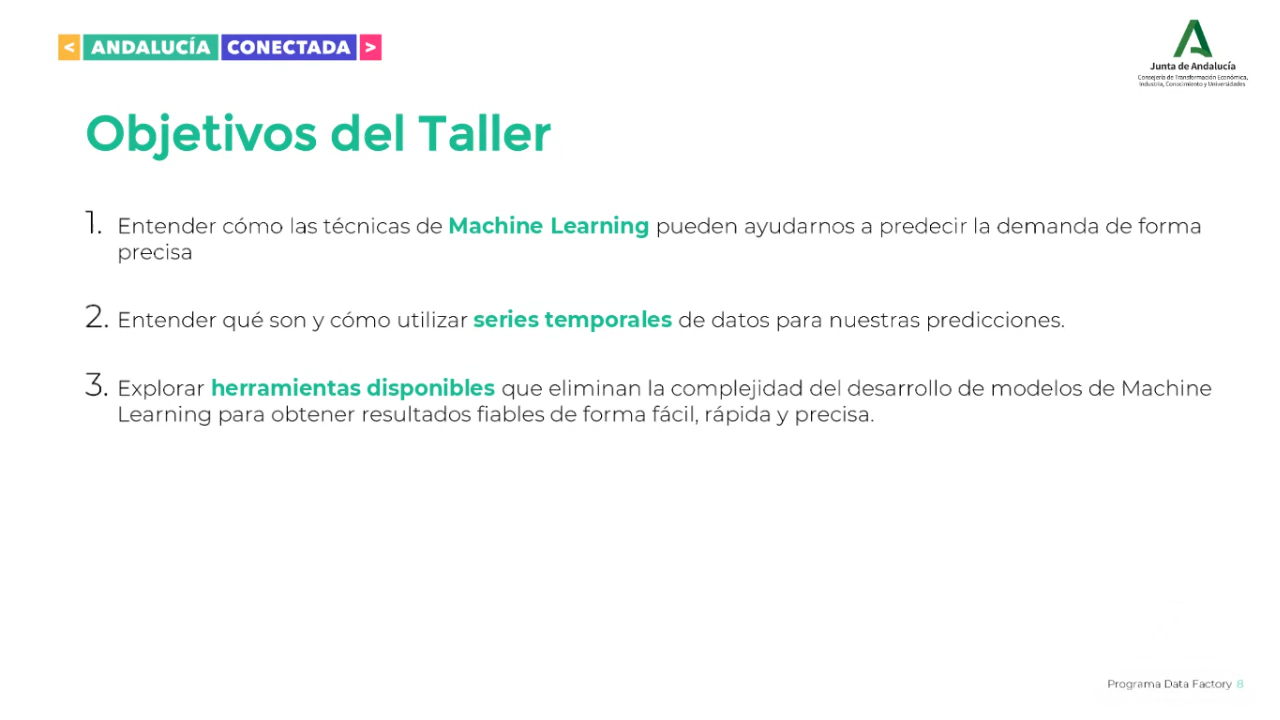 < ANDALUCÍA CONECTADA >
Junta de Andalucía
Consejería de Transformación Económica,
Industria, Conocimiento y Universidades
Objetivos del Taller
1. Entender cómo las técnicas de Machine Learning pueden ayudarnos a predecir la demanda de forma
precisa
2. Entender qué son y cómo utilizar series temporales de datos para nuestras predicciones.
3. Explorar herramientas disponibles que eliminan la complejidad del desarrollo de modelos de Machine
Learning para obtener resultados fiables de forma fácil, rápida y precisa.
Programa Data Factory 8